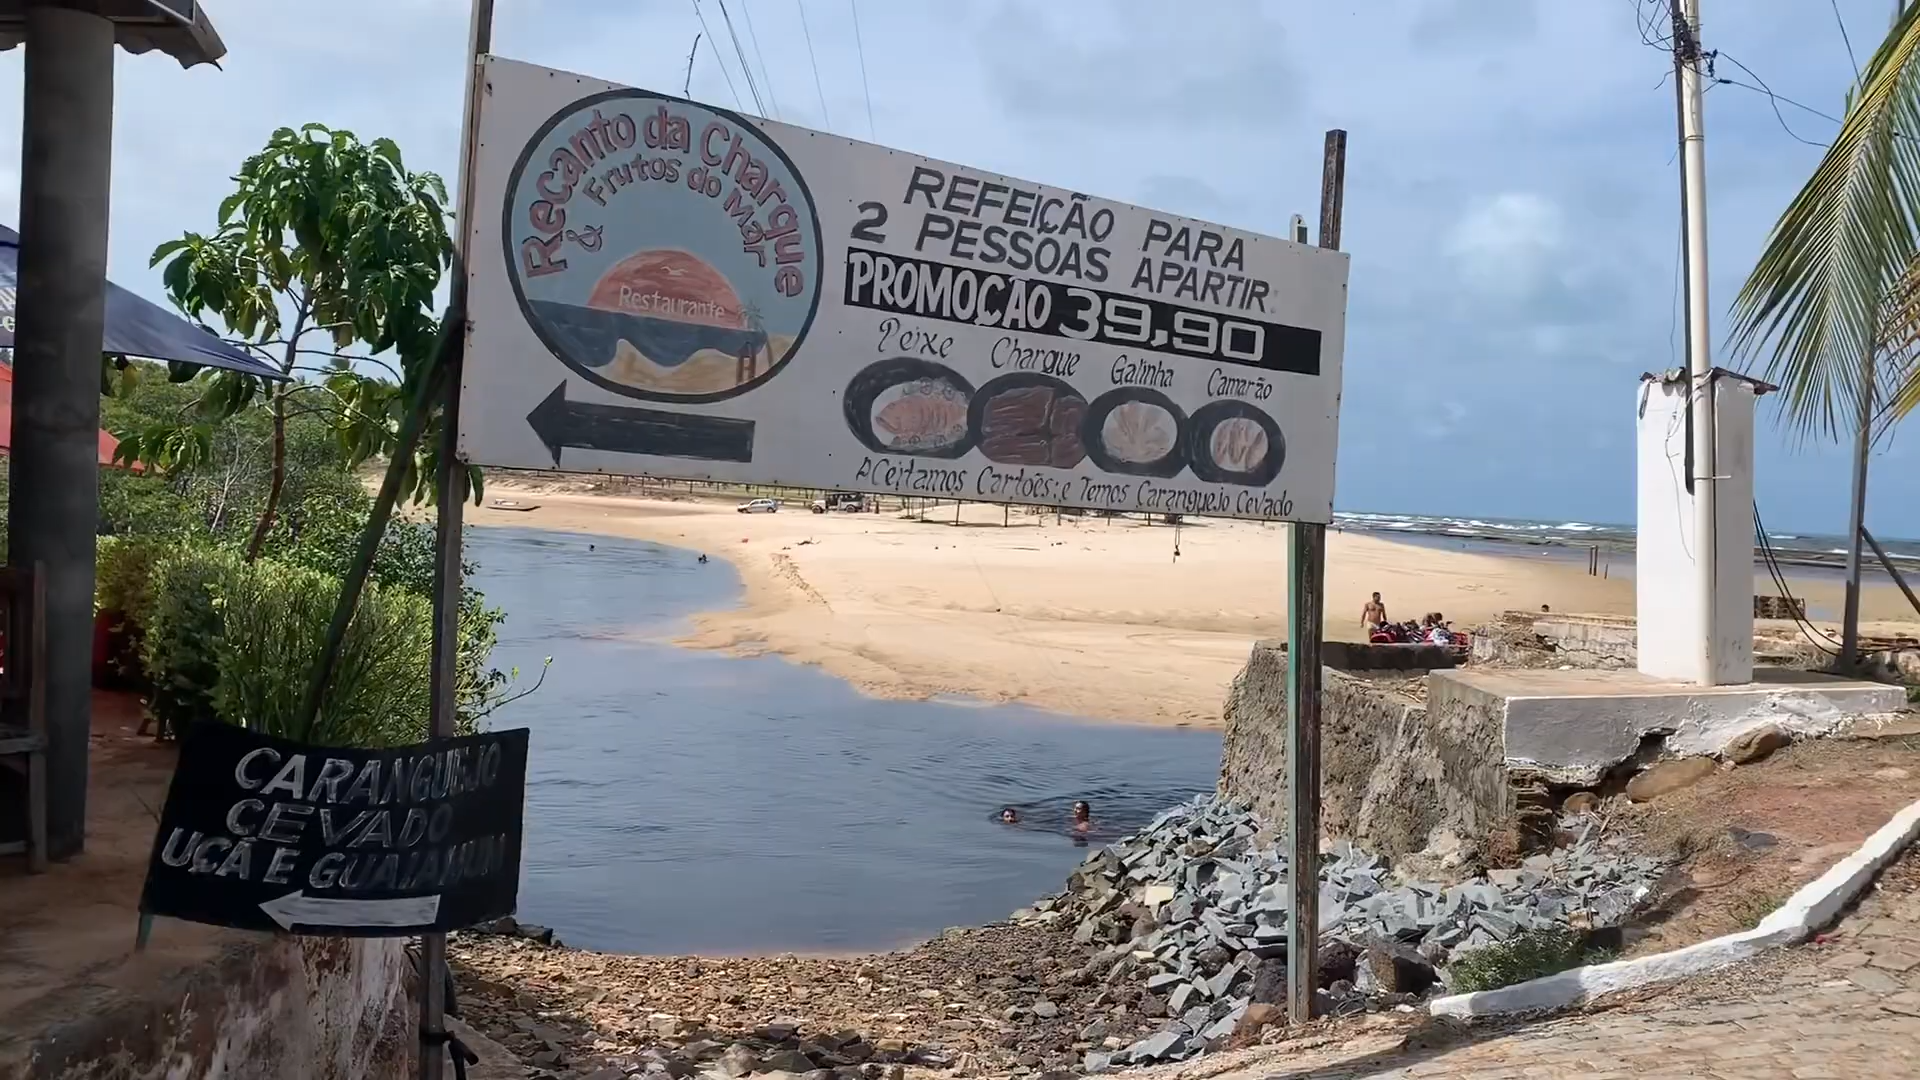 Recanto da Charque
& Frutos do Mar
Restaurante
REFEIÇÃO PARA
2 PESSOAS APARTIR:
PROMOÇÃO 39,90
Peixe Charque Galinha Camarão
ACeitamos Cartões: e Temos Caranguejo Cevado
CARANGUEJO
CEVADO
UÇÁ E GUAIAMUM